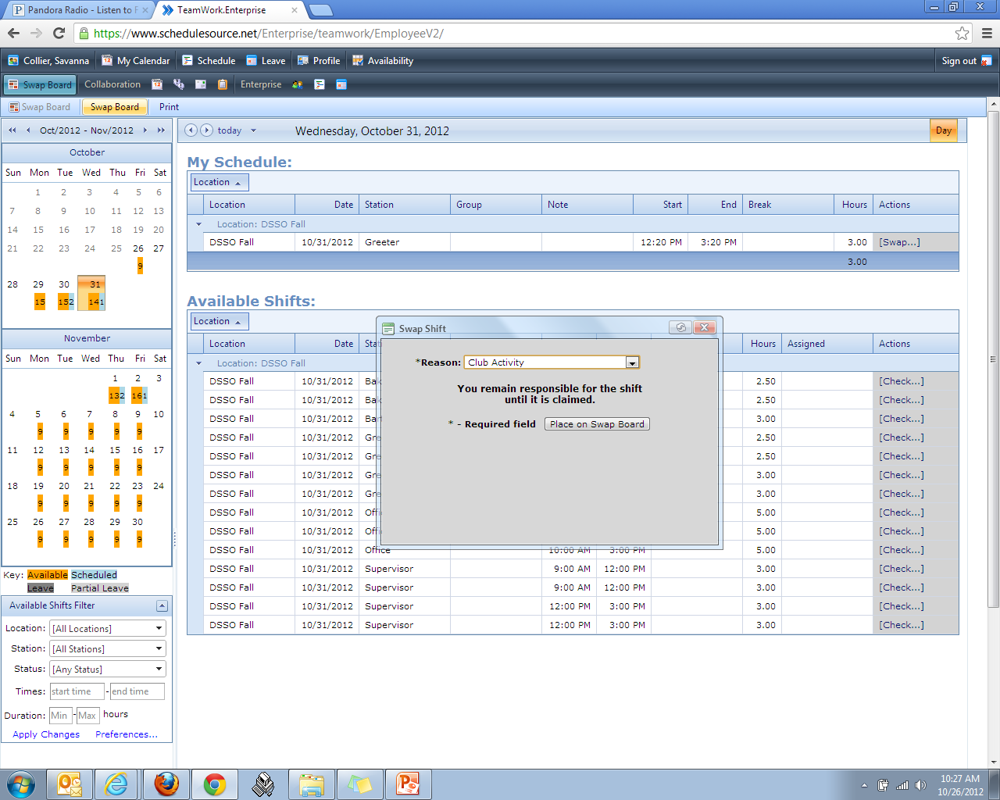 Pandora Radio - Listen to F
TeamWork.Enterprise
https://www.schedulesource.net/Enterprise/teamwork/EmployeeV2/
Collier, Savanna My Calendar Schedule Leave Profile Availability Sign out
Swap Board Collaboration Enterprise
Swap Board Swap Board Print
Oct/2012 - Nov/2012
October
Sun Mon Tue Wed Thu Fri Sat
1 2 3 4 5 6
7 8 9 10 11 12 13
14 15 16 17 18 19 20
21 22 23 24 25 26 27
9
28 29 30 31
15 152 141
November
Sun Mon Tue Wed Thu Fri Sat
1 2 3
132 161
4 5 6 7 8 9 10
9 9 9 9 9
11 12 13 14 15 16 17
9 9 9 9 9
18 19 20 21 22 23 24
9 9 9 9 9
25 26 27 28 29 30
9 9 9 9 9
Key: Available Scheduled
Leave Partial Leave
Available Shifts Filter
Location: [All Locations]
Station: [All Stations]
Status: [Any Status]
Times: start time - end time
Duration: Min - Max hours
Apply Changes Preferences...
today Wednesday, October 31, 2012 Day
My Schedule:
Location
Location Date Station Group Note Start End Break Hours Actions
Location: DSSO Fall
DSSO Fall 10/31/2012 Greeter 12:20 PM 3:20 PM 3.00 [Swap...]
3.00
Available Shifts:
Location
Location Date Sta Hours Assigned Actions
Location: DSSO Fall
DSSO Fall 10/31/2012 Bak 2.50 [Check...]
DSSO Fall 10/31/2012 Bak 2.50 [Check...]
DSSO Fall 10/31/2012 Bar 3.00 [Check...]
DSSO Fall 10/31/2012 Gre 2.50 [Check...]
DSSO Fall 10/31/2012 Gre 2.50 [Check...]
DSSO Fall 10/31/2012 Gre 3.00 [Check...]
DSSO Fall 10/31/2012 Gre 3.00 [Check...]
DSSO Fall 10/31/2012 Offi 5.00 [Check...]
DSSO Fall 10/31/2012 Offi 5.00 [Check...]
DSSO Fall 10/31/2012 Office 10:00 AM 3:00 PM 5.00 [Check...]
DSSO Fall 10/31/2012 Supervisor 9:00 AM 12:00 PM 3.00 [Check...]
DSSO Fall 10/31/2012 Supervisor 9:00 AM 12:00 PM 3.00 [Check...]
DSSO Fall 10/31/2012 Supervisor 12:00 PM 3:00 PM 3.00 [Check...]
DSSO Fall 10/31/2012 Supervisor 12:00 PM 3:00 PM 3.00 [Check...]
Swap Shift
*Reason: Club Activity
You remain responsible for the shift
until it is claimed.
* - Required field Place on Swap Board
10:27 AM
10/26/2012